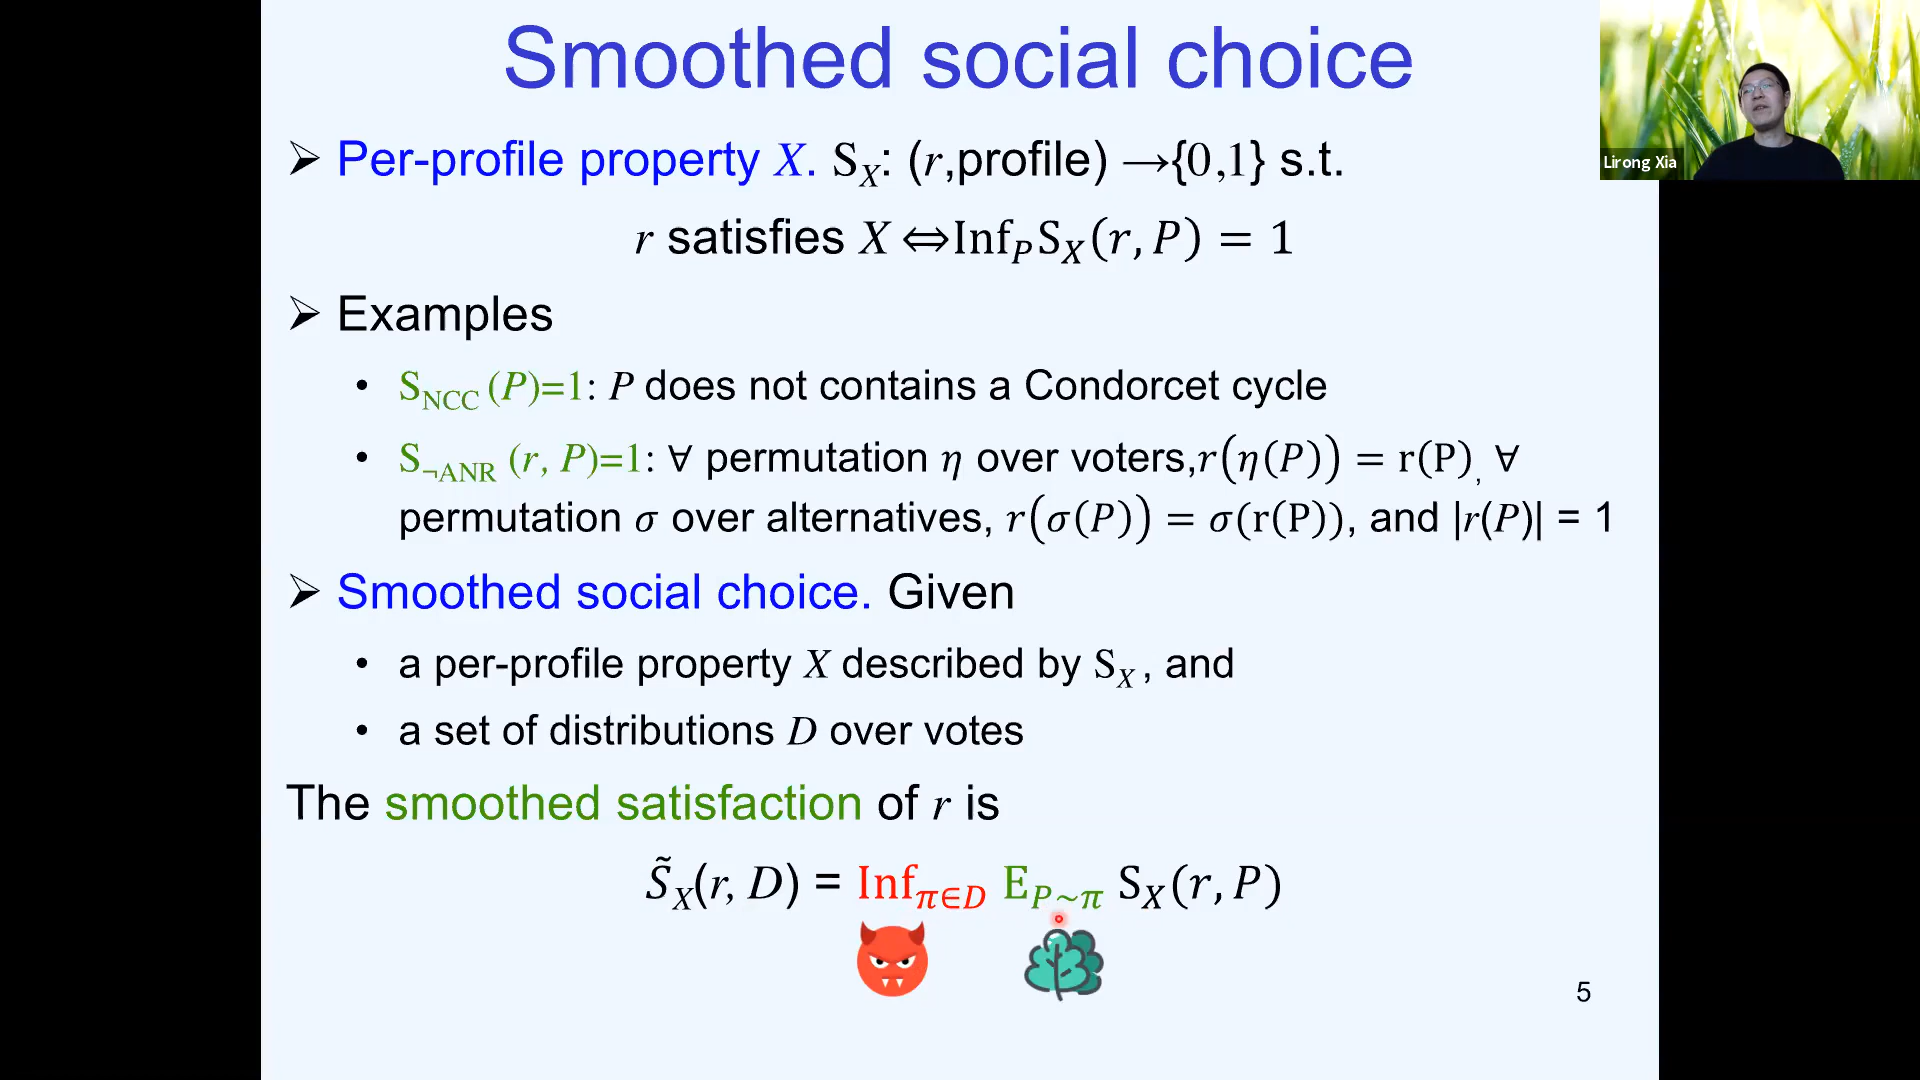 Smoothed social choice
➢ Per-profile property X. S_X: (r,profile) →{0,1} s.t.
r satisfies X ⇔Inf_P S_X(r, P) = 1
➢ Examples
• S_NCC (P)=1: P does not contains a Condorcet cycle
• S_¬ANR (r, P)=1: ∀ permutation η over voters,r(η(P)) = r(P), ∀
permutation σ over alternatives, r(σ(P)) = σ(r(P)), and |r(P)| = 1
➢ Smoothed social choice. Given
• a per-profile property X described by S_X , and
• a set of distributions D over votes
The smoothed satisfaction of r is
S̃_X(r, D) = Inf_π∈D E_P~π S_X(r, P)
5
Lirong Xia